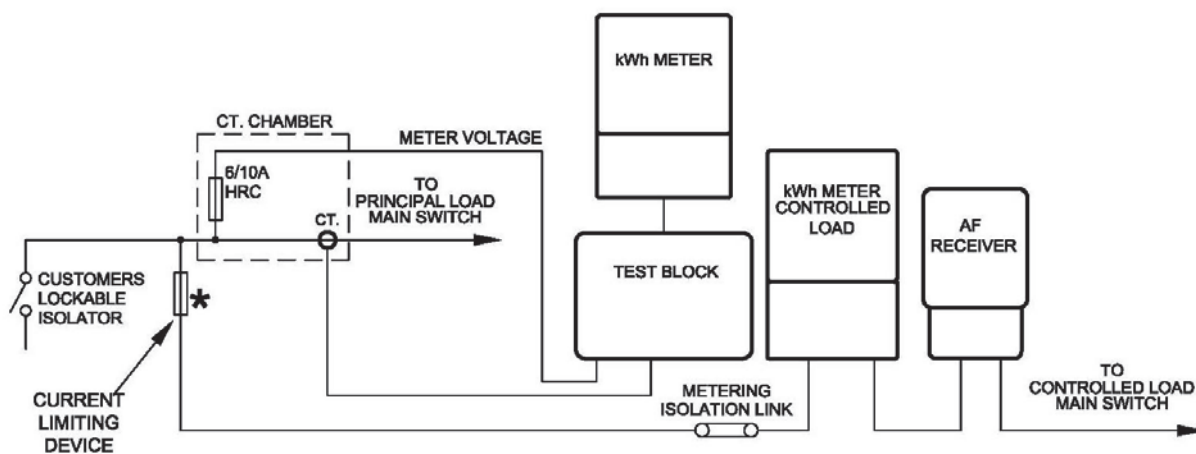 kWh METER
CT. CHAMBER
METER VOLTAGE
6/10A
HRC
TO
PRINCIPAL LOAD
MAIN SWITCH
CT.
kWh METER
CONTROLLED
LOAD
AF
RECEIVER
TEST BLOCK
CUSTOMERS
LOCKABLE
ISOLATOR
*
CURRENT
LIMITING
DEVICE
METERING
ISOLATION LINK
TO
CONTROLLED LOAD
MAIN SWITCH